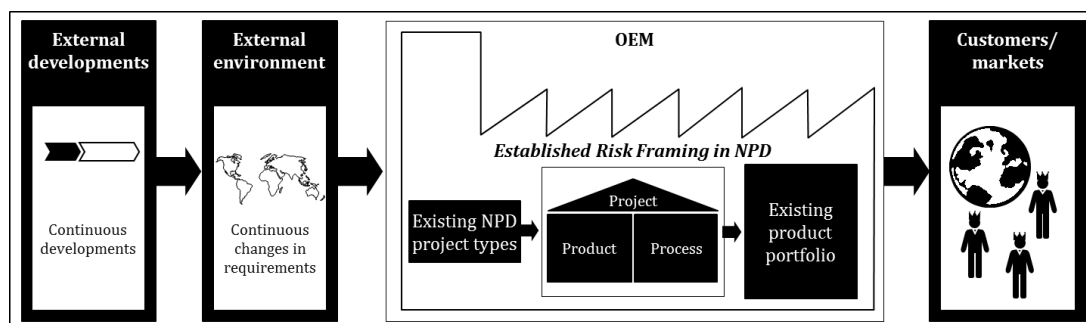 External
developments
Continuous
developments
External
environment
Continuous
changes in
requirements
OEM
Established Risk Framing in NPD
Existing NPD
project types
Project
Product
Process
Existing
product
portfolio
Customers/
markets